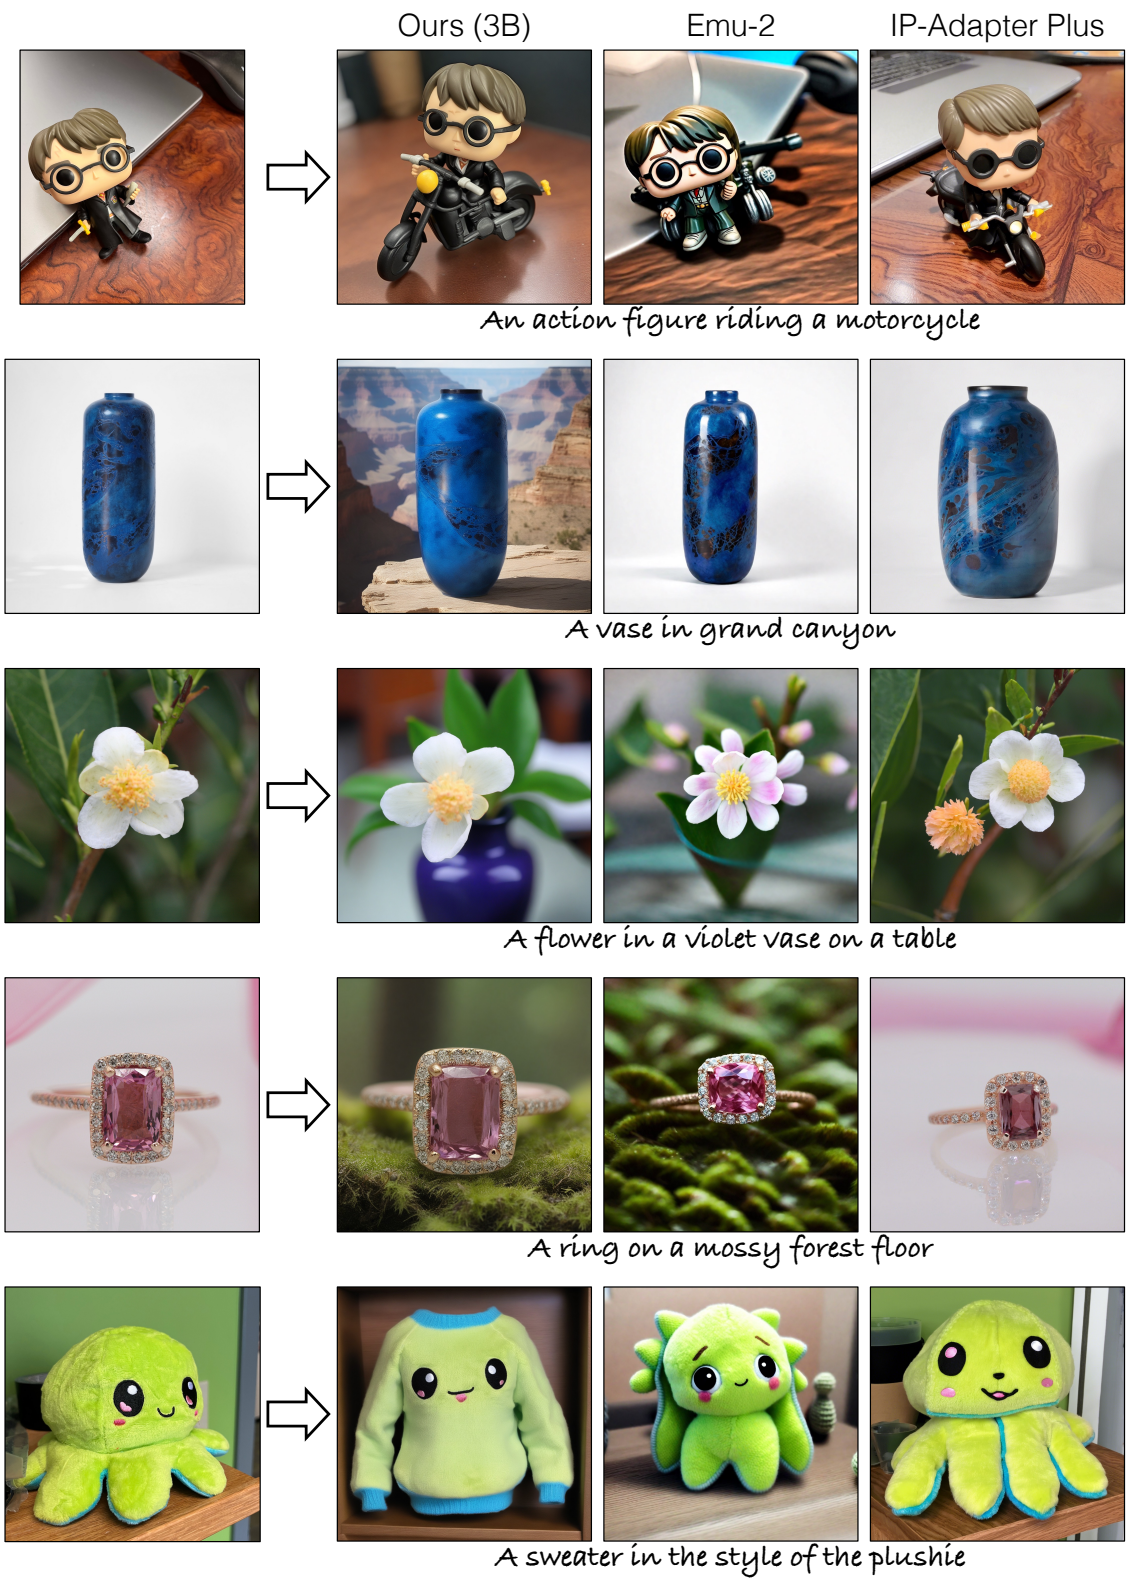 Ours (3B) Emu-2 IP-Adapter Plus
An action figure riding a motorcycle
A vase in grand canyon
A flower in a violet vase on a table
A ring on a mossy forest floor
A sweater in the style of the plushie